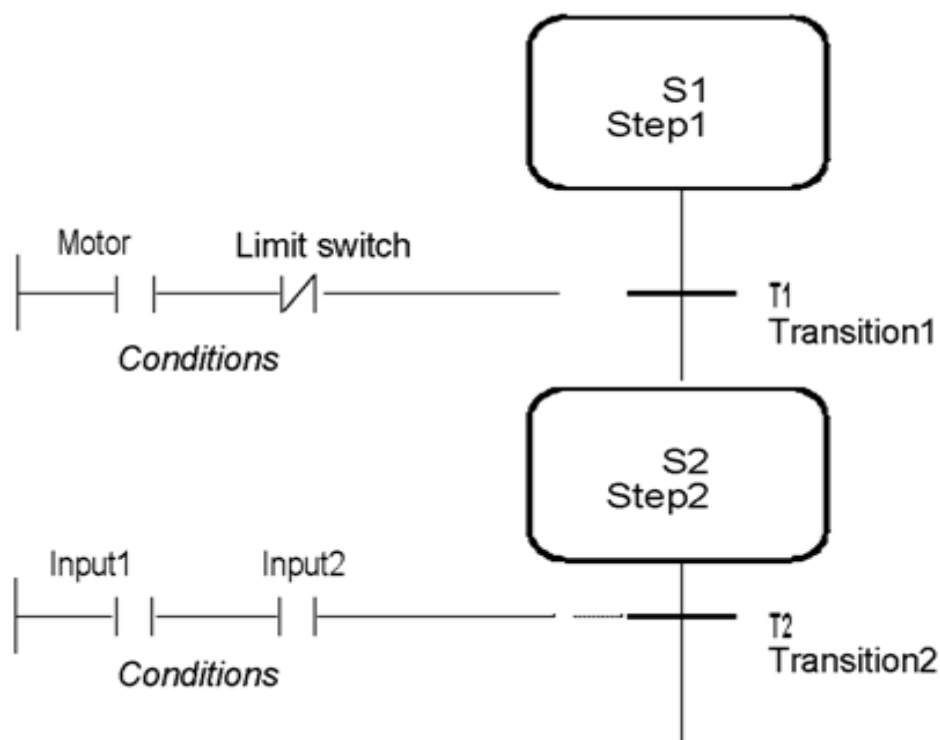 S1
Step1
Motor
Limit switch
T1
Transition1
Conditions
S2
Step2
Input1
Input2
T2
Transition2
Conditions